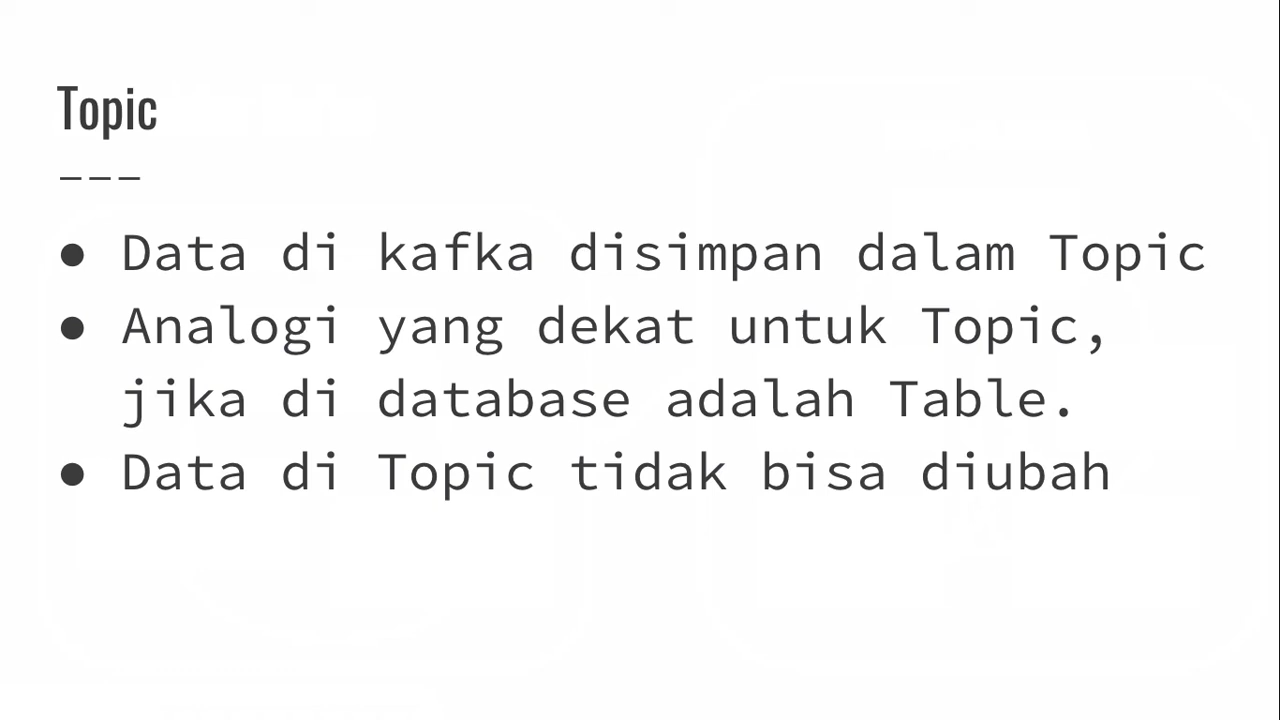 Topic
---
● Data di kafka disimpan dalam Topic
● Analogi yang dekat untuk Topic,
jika di database adalah Table.
● Data di Topic tidak bisa diubah